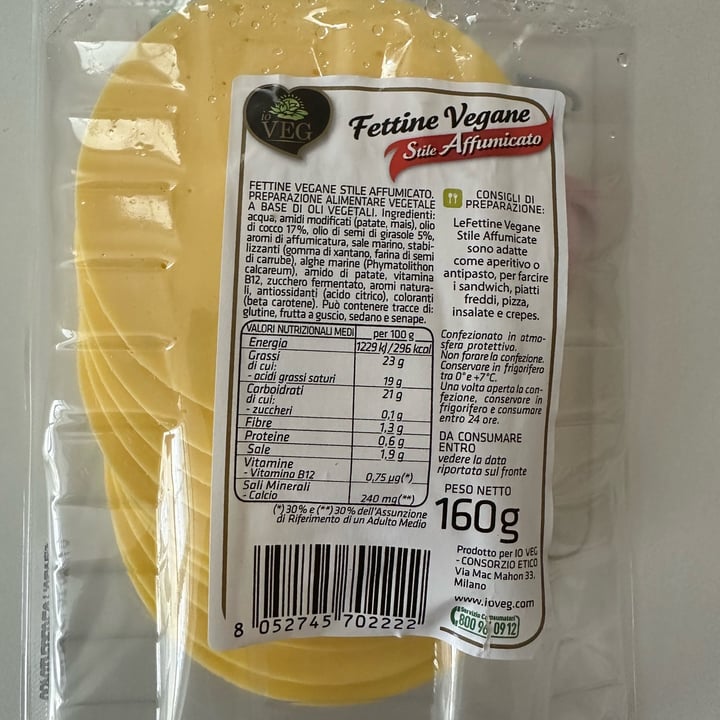 io
VEG
Fettine Vegane
Stile Affumicato
FETTINE VEGANE STILE AFFUMICATO.
PREPARAZIONE ALIMENTARE VEGETALE
A BASE DI OLI VEGETALI. Ingredienti:
acqua, amidi modificati (patate, mais), olio
di cocco 17%, olio di semi di girasole 5%,
aromi di affumicatura, sale marino, stabi-
lizzanti (gomma di xantano, farina di semi
di carrube), alghe marine (Phymatolithon
calcareum), amido di patate, vitamina
B12, zucchero fermentato, aromi natura-
li, antiossidanti (acido citrico), coloranti
(beta carotene). Può contenere tracce di:
glutine, frutta a guscio, sedano e senape.
VALORI NUTRIZIONALI MEDI per 100 g
Energia 1229 kJ/296 kcal
Grassi 23 g
di cui:
- acidi grassi saturi 19 g
Carboidrati 21 g
di cui:
- zuccheri 0,1 g
Fibre 1,3 g
Proteine 0,6 g
Sale 1,9 g
Vitamine
- Vitamina B12 0,75 µg(*)
Sali Minerali
- Calcio 240 mg(**)
(*) 30% e (**) 30% dell'Assunzione
di Riferimento di un Adulto Medio
8 052745 702222
CONSIGLI DI
PREPARAZIONE:
LeFettine Vegane
Stile Affumicate
sono adatte
come aperitivo o
antipasto, per farcire
i sandwich, piatti
freddi, pizza,
insalate e crepes.
Confezionato in atmo-
sfera protettiva.
Non forare la confezione.
Conservare in frigorifero
tra 0° e +7°C.
Una volta aperta la con-
fezione, conservare in
frigorifero e consumare
entro 24 ore.
DA CONSUMARE
ENTRO
vedere la data
riportata sul fronte
PESO NETTO
160g
Prodotto per IO VEG
- CONSORZIO ETICO
Via Mac Mahon 33,
Milano
www.ioveg.com
Servizio Consumatori
800 96 09 12